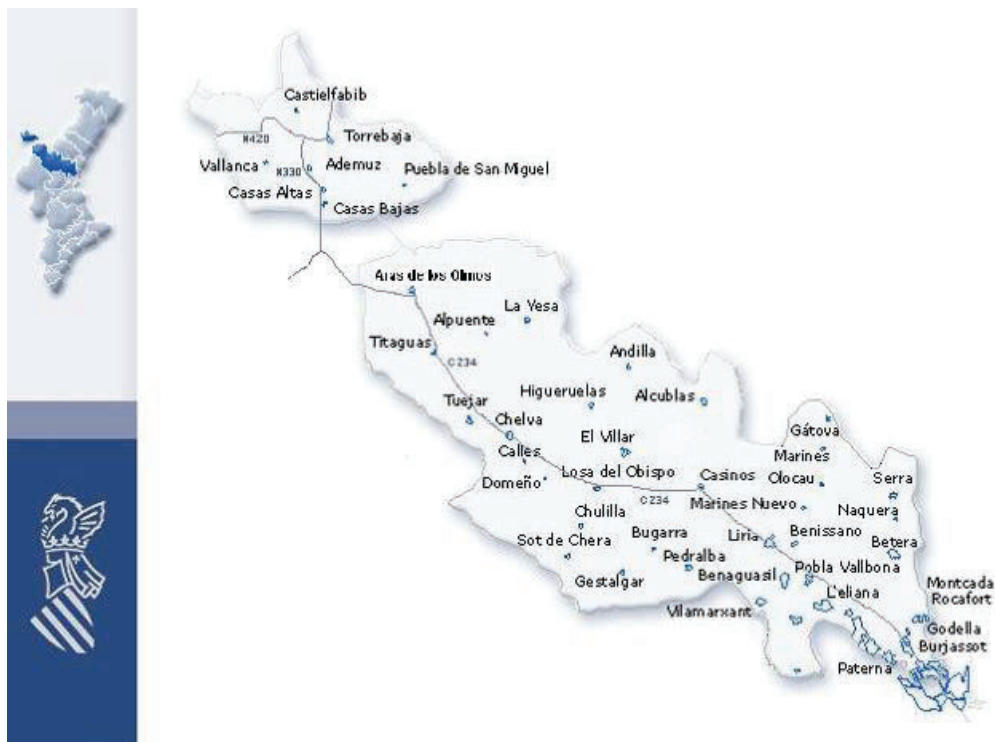 Castielfabib
N420
Torrebaja
Vallanca
N330
Ademuz
Puebla de San Miguel
Casas Altas
Casas Bajas
Aras de los Olmos
La Yesa
Alpuente
Titaguas
C 234
Andilla
Higueruelas
Alcublas
Tuejar
Chelva
El Villar
Gátova
Calles
Marines
Losa del Obispo
Casinos
Olocau
Serra
Domeño
C 234
Marines Nuevo
Naquera
Chulilla
Sot de Chera
Bugarra
Liria
Benissano
Betera
Pedralba
Pobla Vallbona
Gestalgar
Benaguasil
Montcada
L'eliana
Rocafort
Vilamarxant
Godella
Burjassot
Paterna